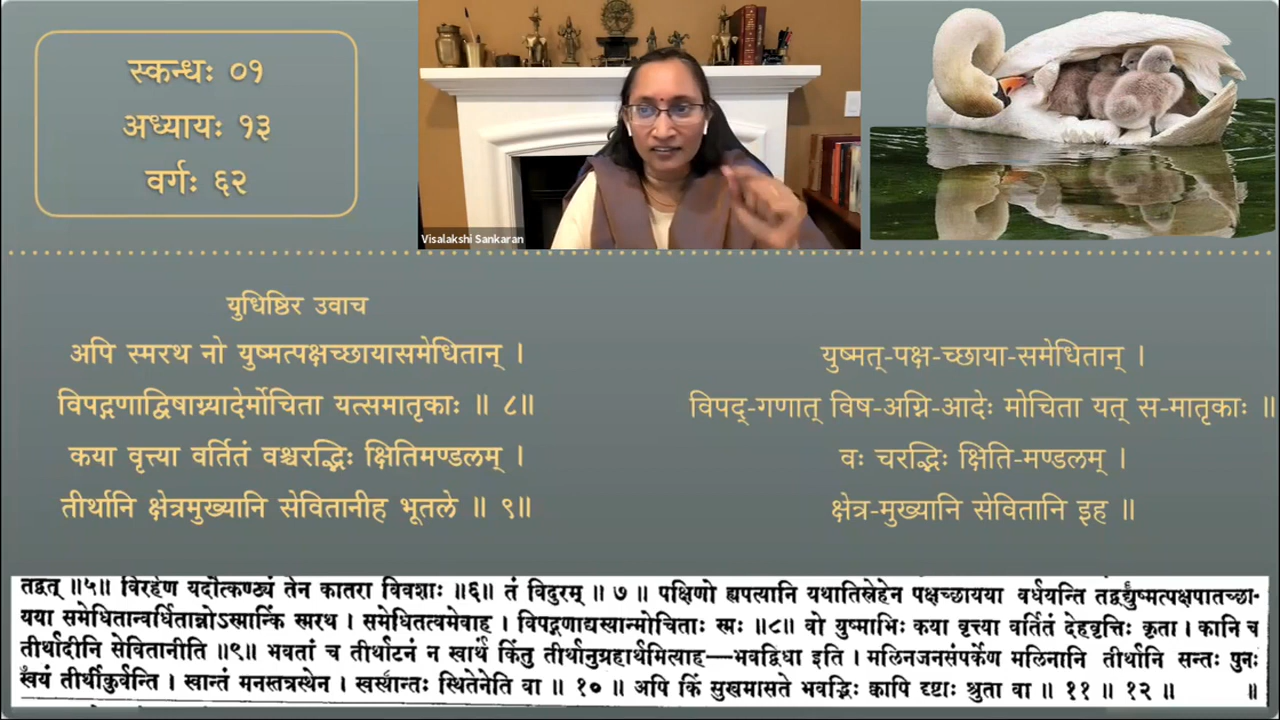 स्कन्धः ०१
अध्यायः १३
वर्गः ६२
Visalakshi Sankaran
युधिष्ठिर उवाच
अपि स्मरथ नो युष्मत्पक्षच्छायासमेधितान् ।
विपद्गणाद्विषाग्न्यादेर्मोचिता यत्समातृकाः ॥ ८॥
कया वृत्त्या वर्तितं वश्चरद्भिः क्षितिमण्डलम् ।
तीर्थानि क्षेत्रमुख्यानि सेवितानीह भूतले ॥ ९॥
युष्मत्-पक्ष-च्छाया-समेधितान् ।
विपद्-गणात् विष-अग्नि-आदेः मोचिता यत् स-मातृकाः ॥
वः चरद्भिः क्षिति-मण्डलम् ।
क्षेत्र-मुख्यानि सेवितानि इह ॥
तद्वत् ॥५॥ विरहेण यदौत्कण्ठ्यं तेन कातरा विवशाः ॥६॥ तं विदुरम् ॥ ७ ॥ पक्षिणो ह्यपत्यानि यथातिस्नेहेन पक्षच्छायया वर्धयन्ति तद्वद्युष्मत्पक्षपातच्छा-
यया समेधितान्वर्धितान्नोऽस्मान्किं स्मरथ । समेधितत्वमेवाह । विपद्गणाद्यस्मान्मोचिताः स्मः ॥८॥ वो युष्माभिः कया वृत्त्या वर्तितं देहवृत्तिः कृता । कानि च
तीर्थादीनि सेवितानीति ॥९॥ भवतां च तीर्थाटनं न स्वार्थं किंतु तीर्थानुग्रहार्थमित्याह—भवद्विधा इति । मलिनजनसंपर्केण मलिनानि तीर्थानि सन्तः पुनः
स्वयं तीर्थीकुर्वन्ति । स्वान्तं मनस्तत्रस्थेन । स्वस्यान्तः स्थितेनेति वा ॥ १० ॥ अपि किं सुखमासते भवद्भिः क्वापि दृष्टाः श्रुता वा ॥ ११ ॥ १२ ॥ ॥